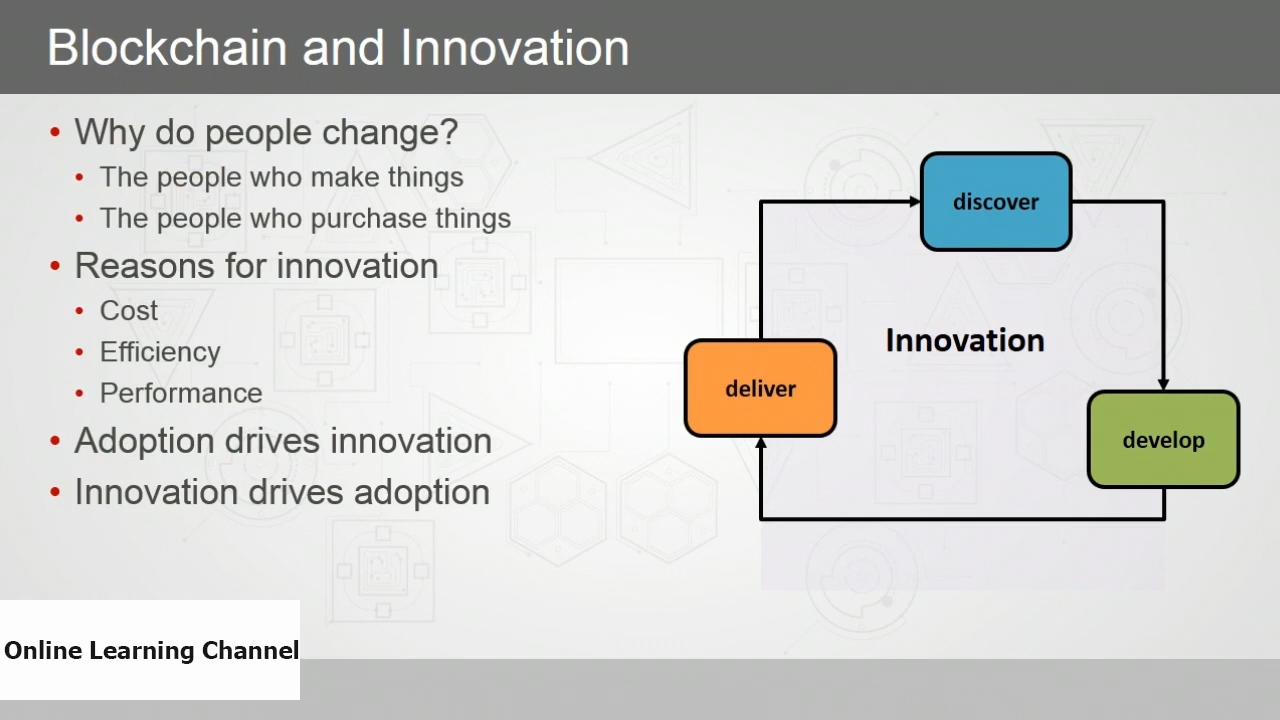 Blockchain and Innovation
• Why do people change?
• The people who make things
• The people who purchase things
• Reasons for innovation
• Cost
• Efficiency
• Performance
• Adoption drives innovation
• Innovation drives adoption
discover
Innovation
deliver
develop
Online Learning Channel